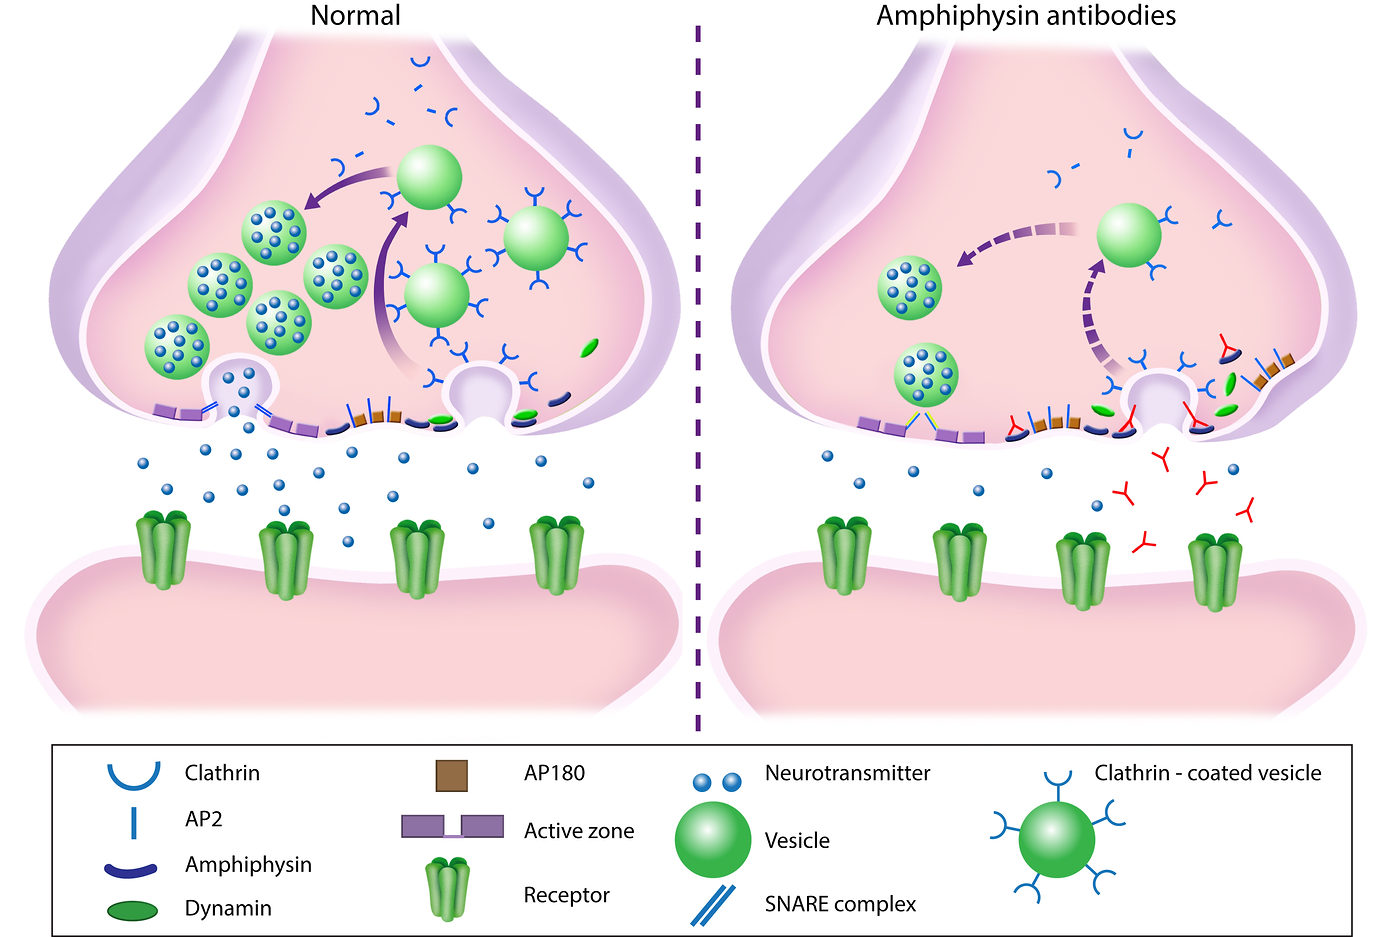 Normal
Amphiphysin antibodies
Clathrin
AP2
Amphiphysin
Dynamin
AP180
Active zone
Receptor
Neurotransmitter
Vesicle
SNARE complex
Clathrin - coated vesicle